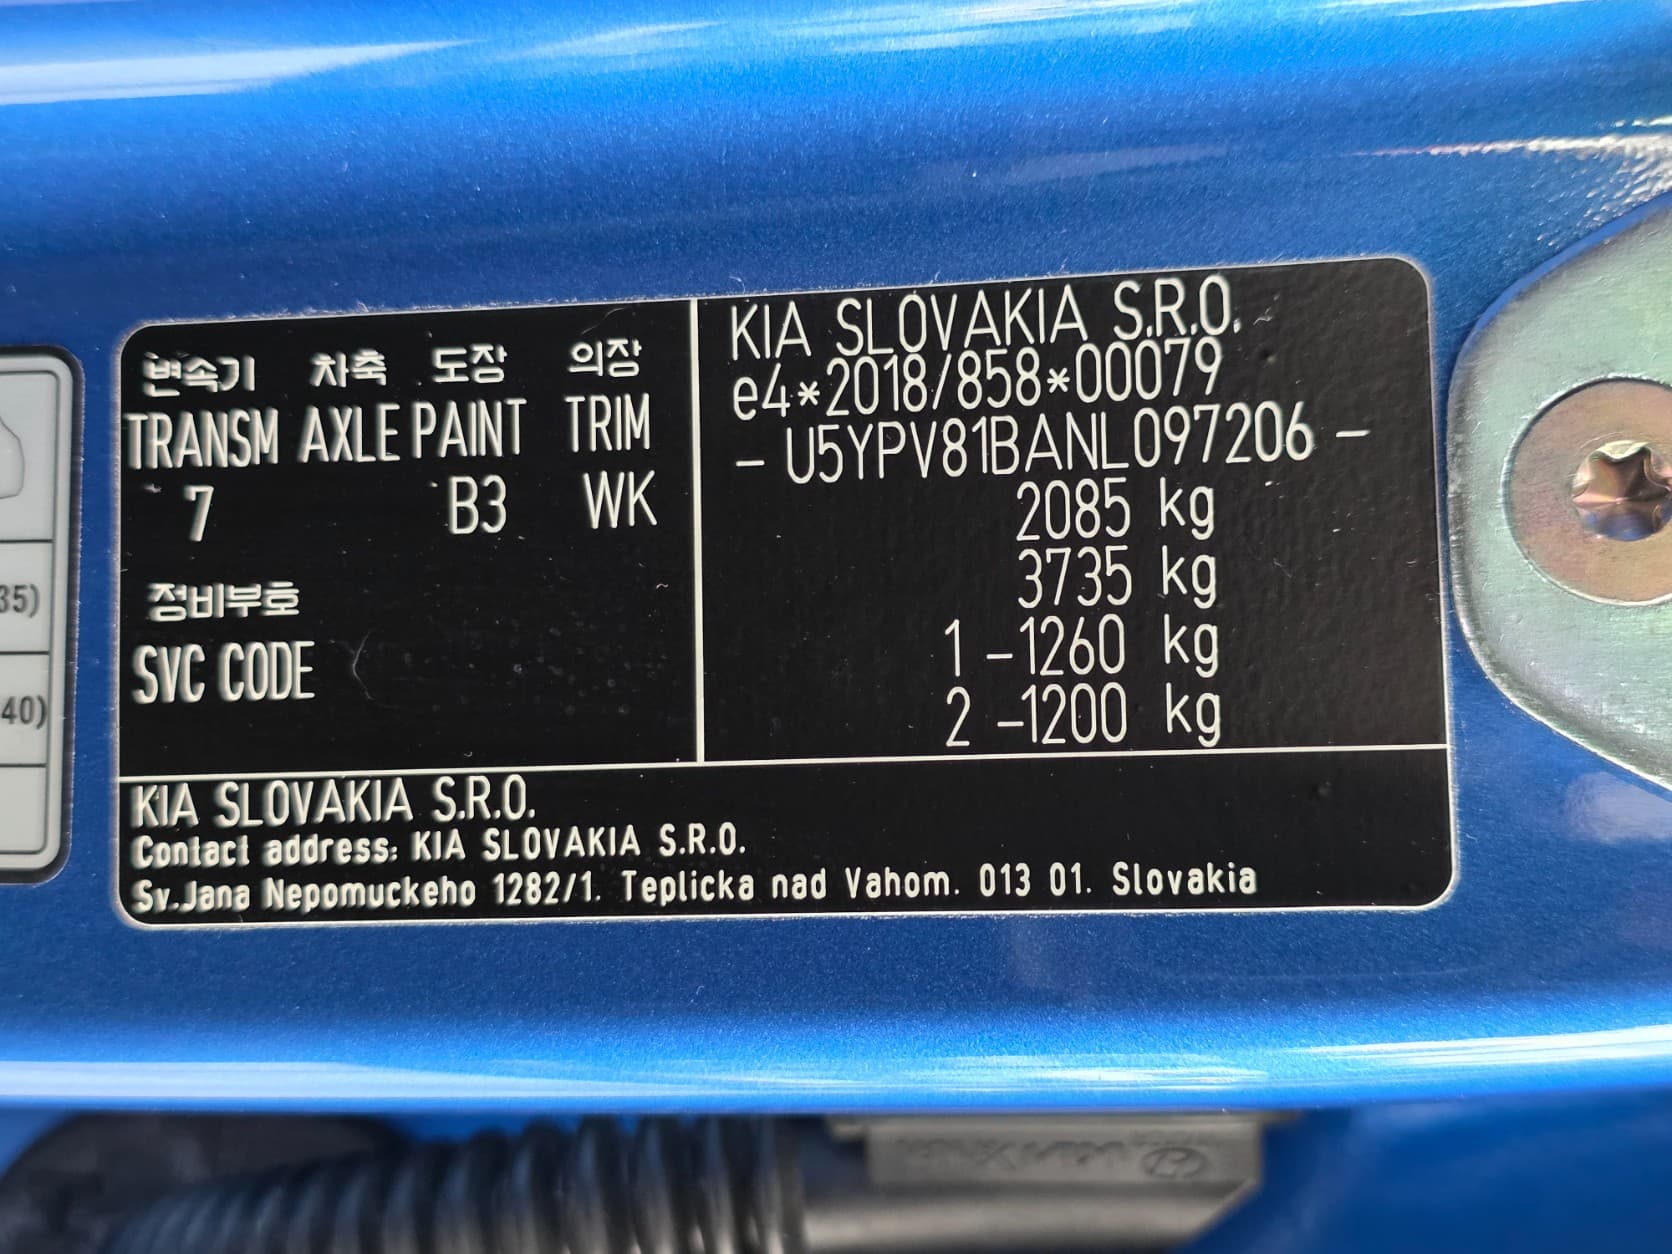 변속기 차축 도장 의장
TRANSM AXLE PAINT TRIM
7 B3 WK
정비부호
SVC CODE
KIA SLOVAKIA S.R.O.
e4*2018/858*00079
- U5YPV81BANL097206 -
2085 kg
3735 kg
1 -1260 kg
2 -1200 kg
KIA SLOVAKIA S.R.O.
Contact address: KIA SLOVAKIA S.R.O.
Sv.Jana Nepomuckeho 1282/1. Teplicka nad Vahom. 013 01. Slovakia
35)
40)